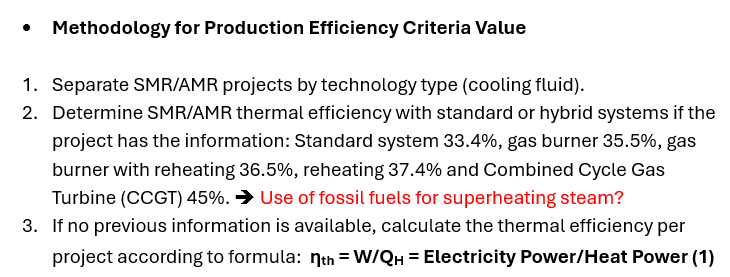 • Methodology for Production Efficiency Criteria Value
1. Separate SMR/AMR projects by technology type (cooling fluid).
2. Determine SMR/AMR thermal efficiency with standard or hybrid systems if the
project has the information: Standard system 33.4%, gas burner 35.5%, gas
burner with reheating 36.5%, reheating 37.4% and Combined Cycle Gas
Turbine (CCGT) 45%. → Use of fossil fuels for superheating steam?
3. If no previous information is available, calculate the thermal efficiency per
project according to formula: ηth = W/QH = Electricity Power/Heat Power (1)